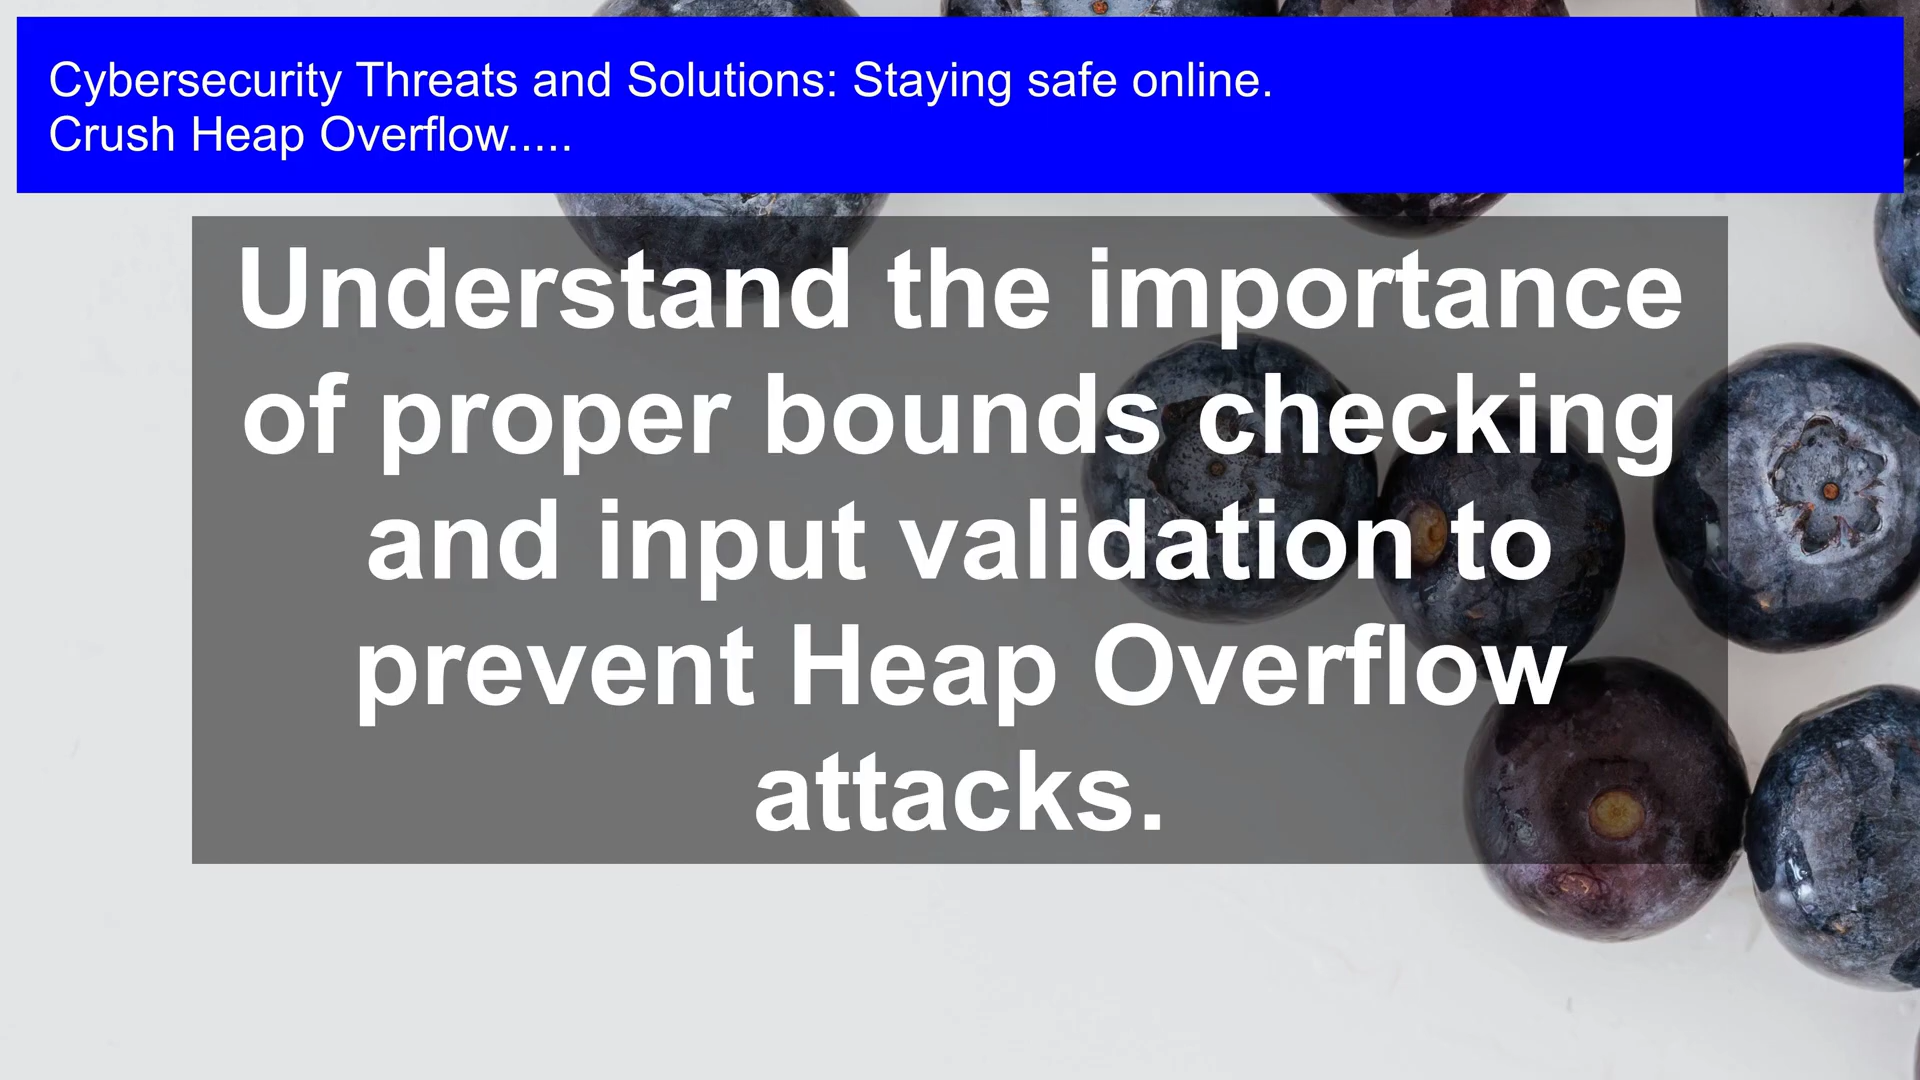 Cybersecurity Threats and Solutions: Staying safe online.
Crush Heap Overflow.....
Understand the importance
of proper bounds checking
and input validation to
prevent Heap Overflow
attacks.